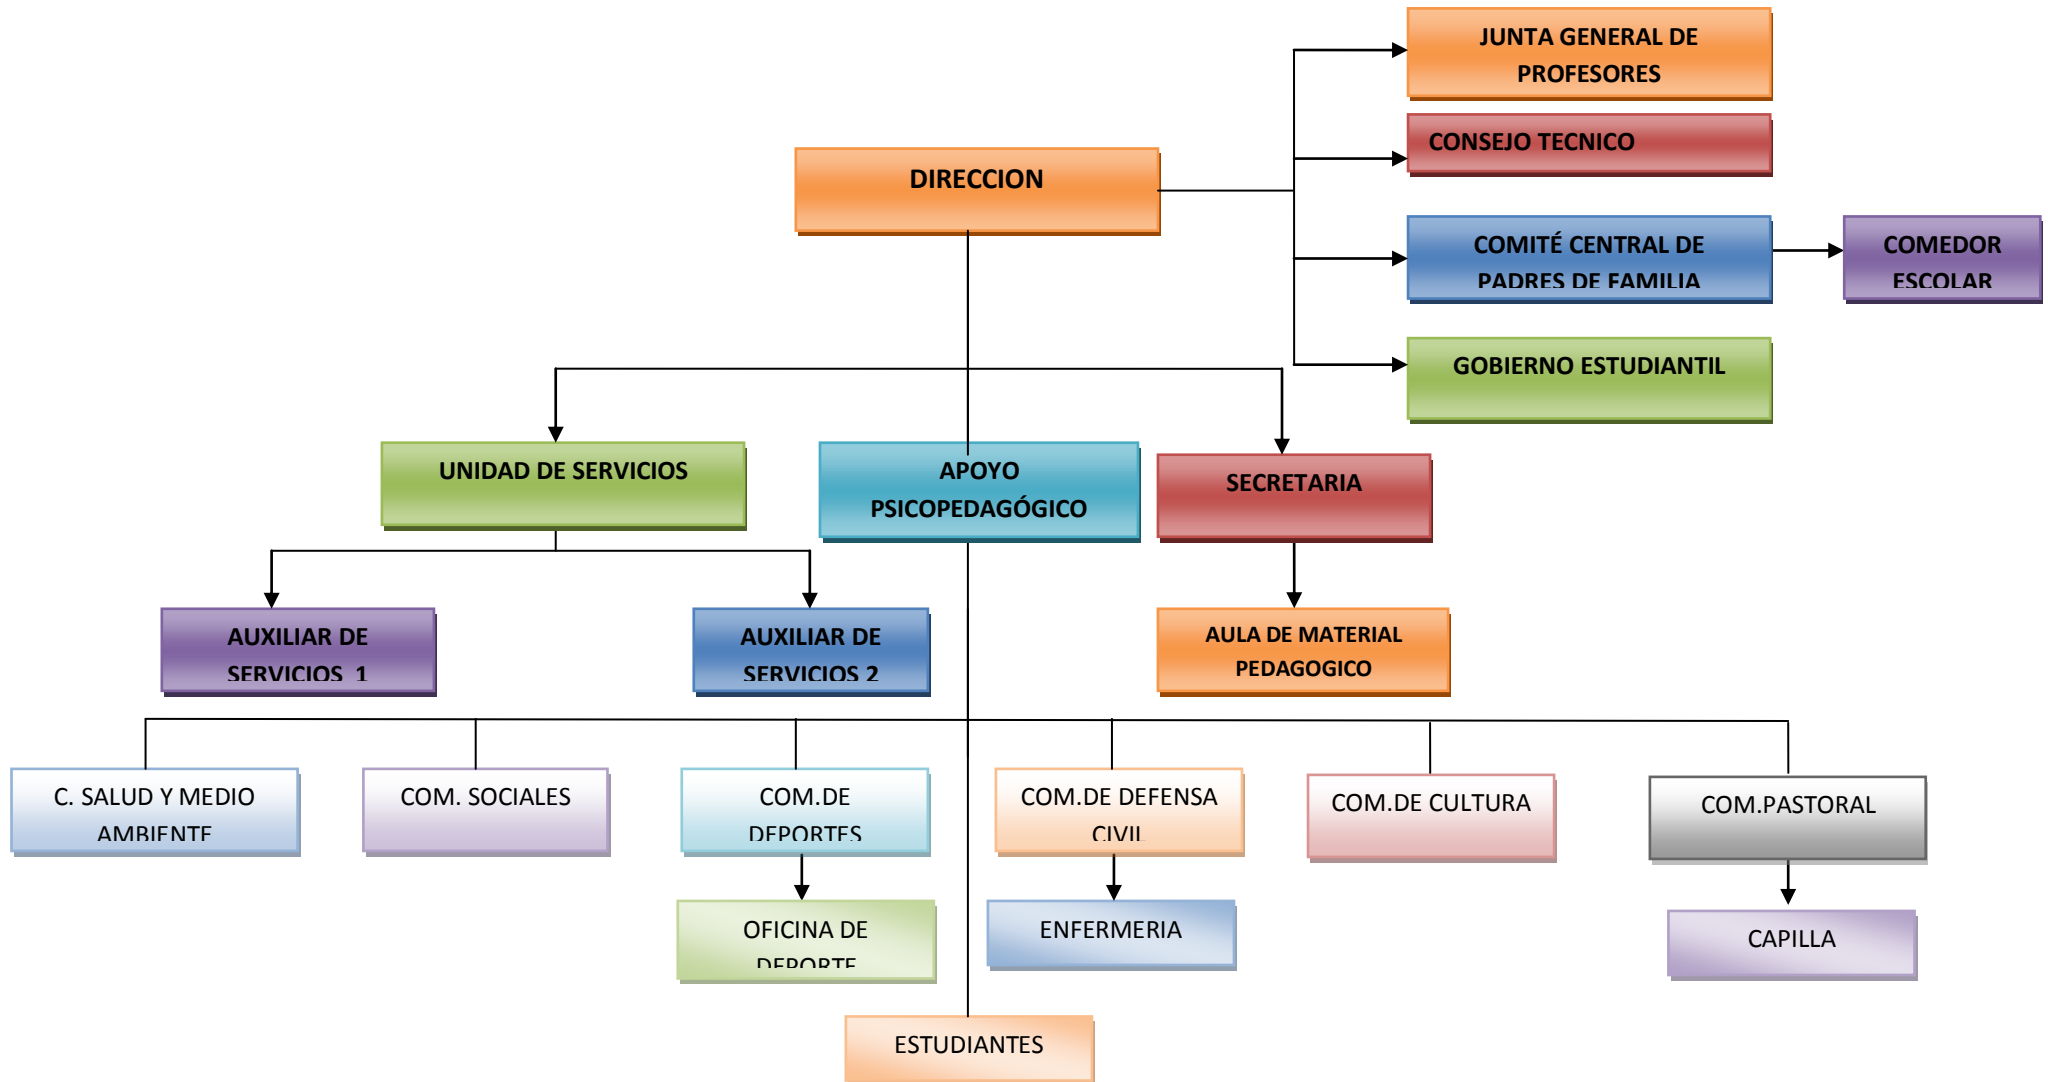 JUNTA GENERAL DE
PROFESORES
CONSEJO TECNICO
DIRECCION
COMITÉ CENTRAL DE
PADRES DE FAMILIA
COMEDOR
ESCOLAR
GOBIERNO ESTUDIANTIL
UNIDAD DE SERVICIOS
APOYO
PSICOPEDAGÓGICO
SECRETARIA
AUXILIAR DE
SERVICIOS 1
AUXILIAR DE
SERVICIOS 2
AULA DE MATERIAL
PEDAGOGICO
C. SALUD Y MEDIO
AMBIENTE
COM. SOCIALES
COM.DE
DEPORTES
COM.DE DEFENSA
CIVIL
COM.DE CULTURA
COM.PASTORAL
OFICINA DE
DEPORTE
ENFERMERIA
CAPILLA
ESTUDIANTES